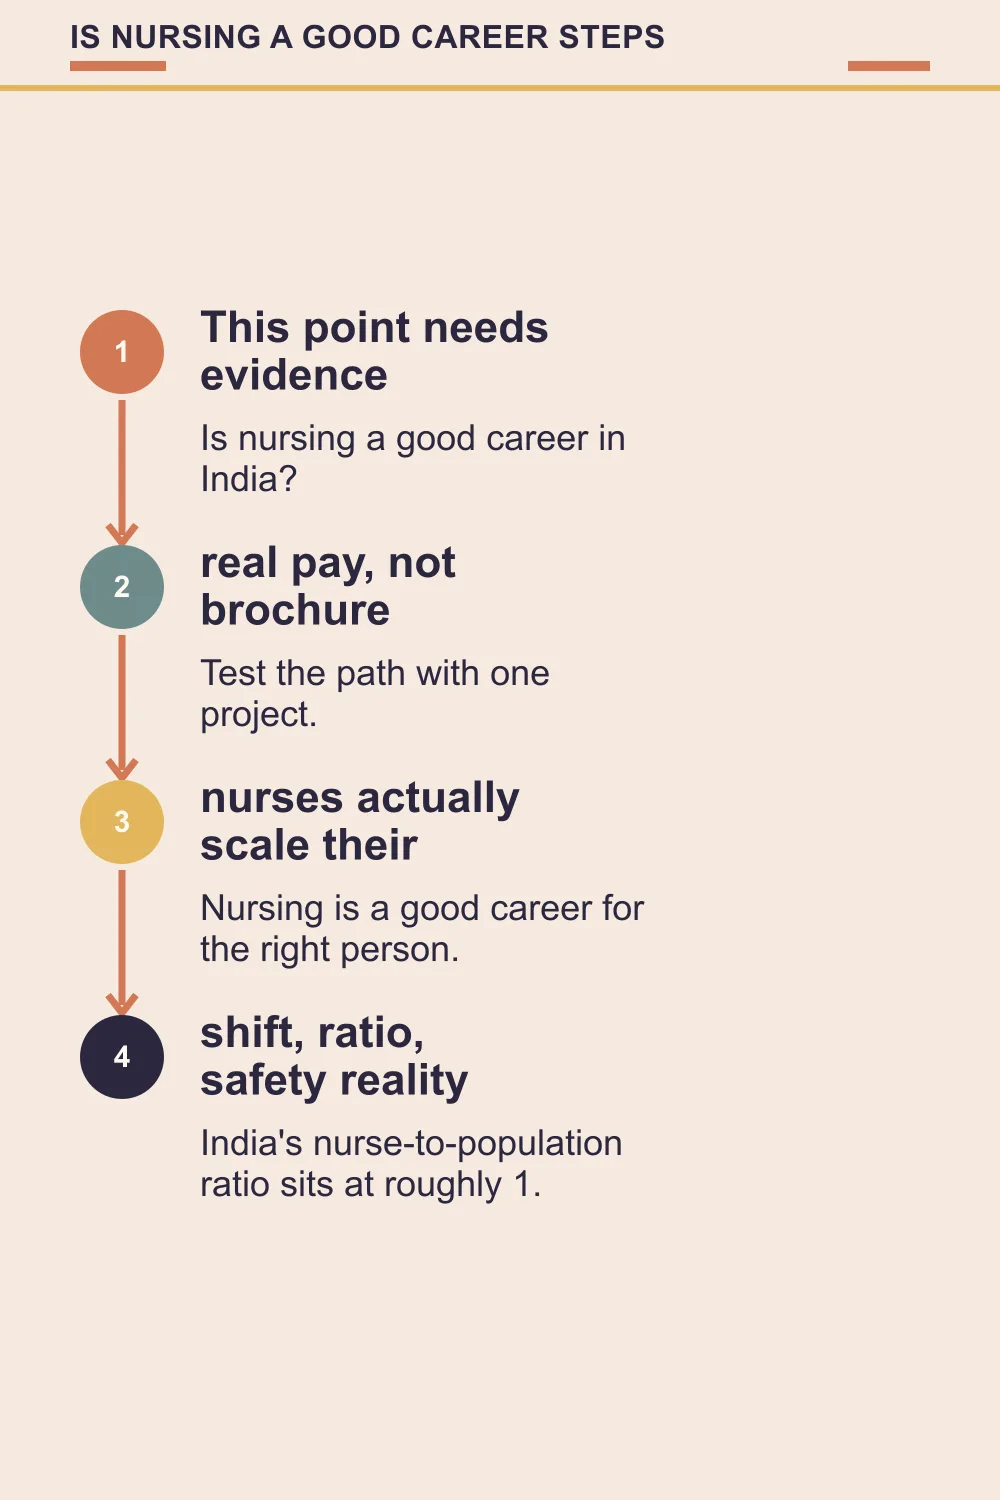 IS NURSING A GOOD CAREER STEPS
1
This point needs
evidence
Is nursing a good career in
India?
2
real pay, not
brochure
Test the path with one
project.
3
nurses actually
scale their
Nursing is a good career for
the right person.
4
shift, ratio,
safety reality
India's nurse-to-population
ratio sits at roughly 1.